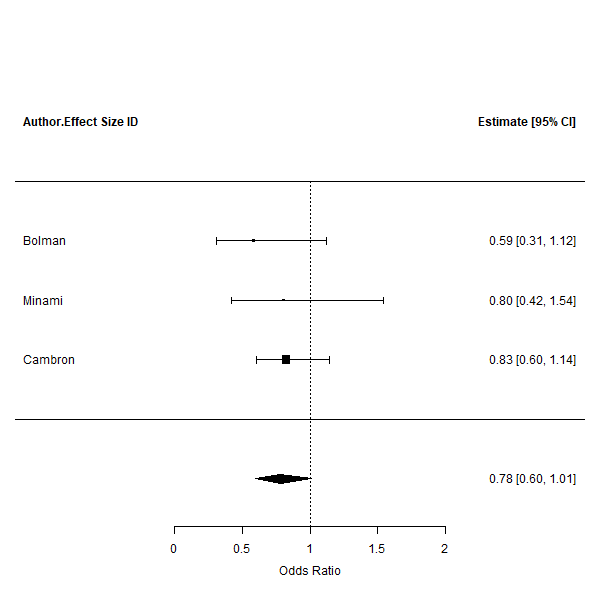 Author.Effect Size ID Estimate [95% CI]
Bolman 0.59 [0.31, 1.12]
Minami 0.80 [0.42, 1.54]
Cambron 0.83 [0.60, 1.14]
0.78 [0.60, 1.01]
0 0.5 1 1.5 2
Odds Ratio